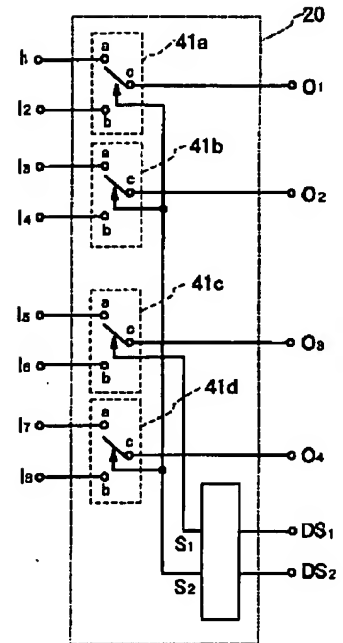 20
41a
I1 a c O1
I2 b
41b
I3 a c O2
I4 b
41c
I5 a c O3
I6 b
41d
I7 a c O4
I8 b
S1 DS1
S2 DS2